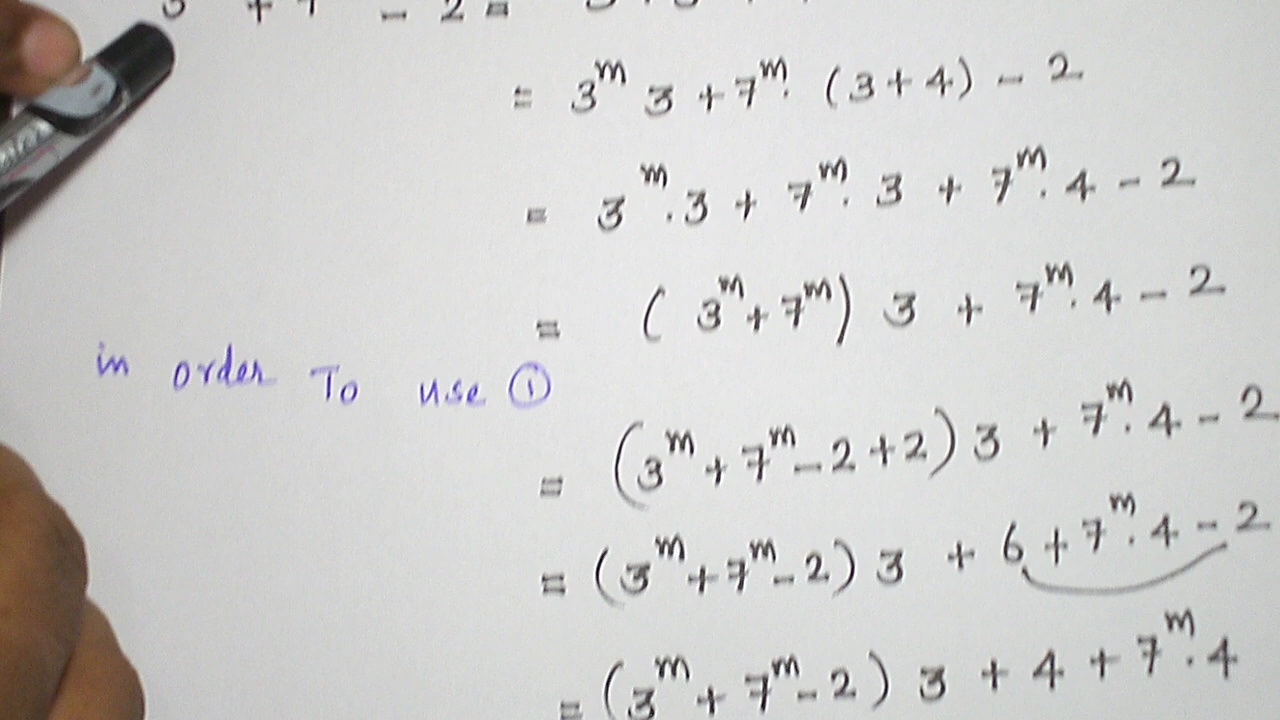 + 7 - 2 =
= 3^m 3 + 7^m . (3 + 4) - 2
= 3^m . 3 + 7^m . 3 + 7^m . 4 - 2
= (3^m + 7^m) 3 + 7^m . 4 - 2
in order To use ①
= (3^m + 7^m - 2 + 2) 3 + 7^m . 4 - 2
= (3^m + 7^m - 2) 3 + 6 + 7^m . 4 - 2
= (3^m + 7^m - 2) 3 + 4 + 7^m . 4